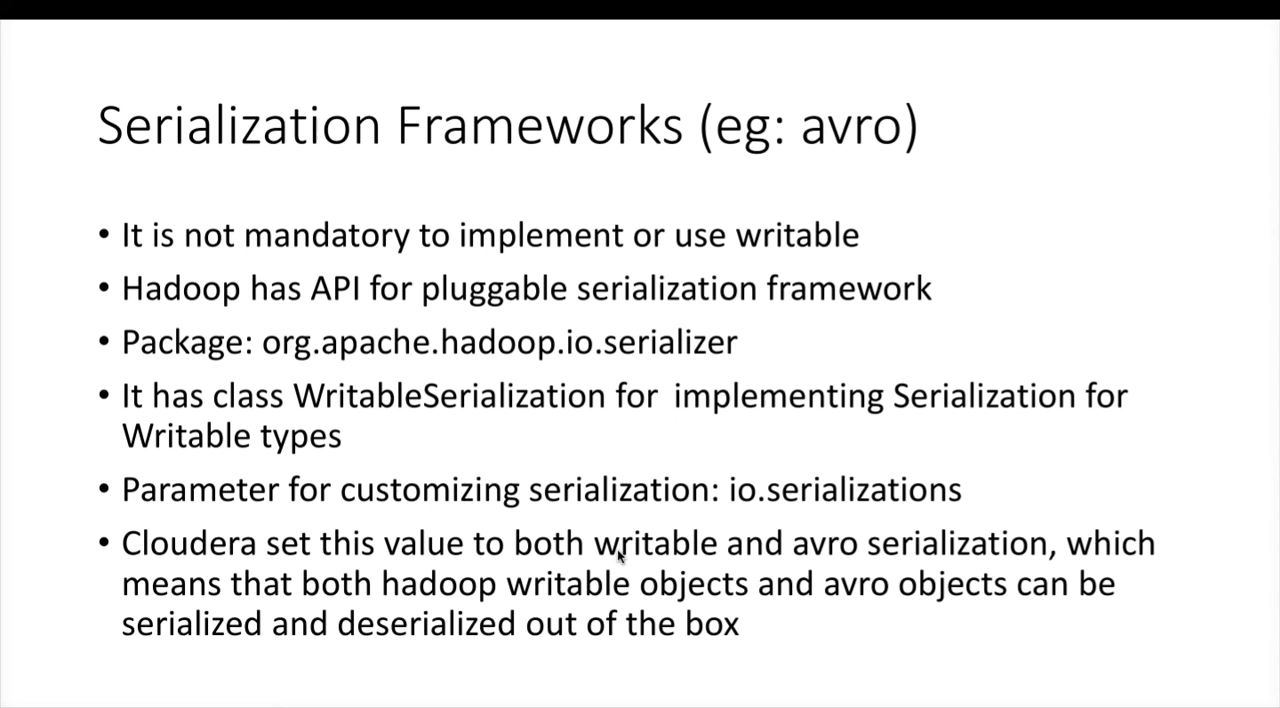 Serialization Frameworks (eg: avro)
• It is not mandatory to implement or use writable
• Hadoop has API for pluggable serialization framework
• Package: org.apache.hadoop.io.serializer
• It has class WritableSerialization for  implementing Serialization for
Writable types
• Parameter for customizing serialization: io.serializations
• Cloudera set this value to both writable and avro serialization, which
means that both hadoop writable objects and avro objects can be
serialized and deserialized out of the box